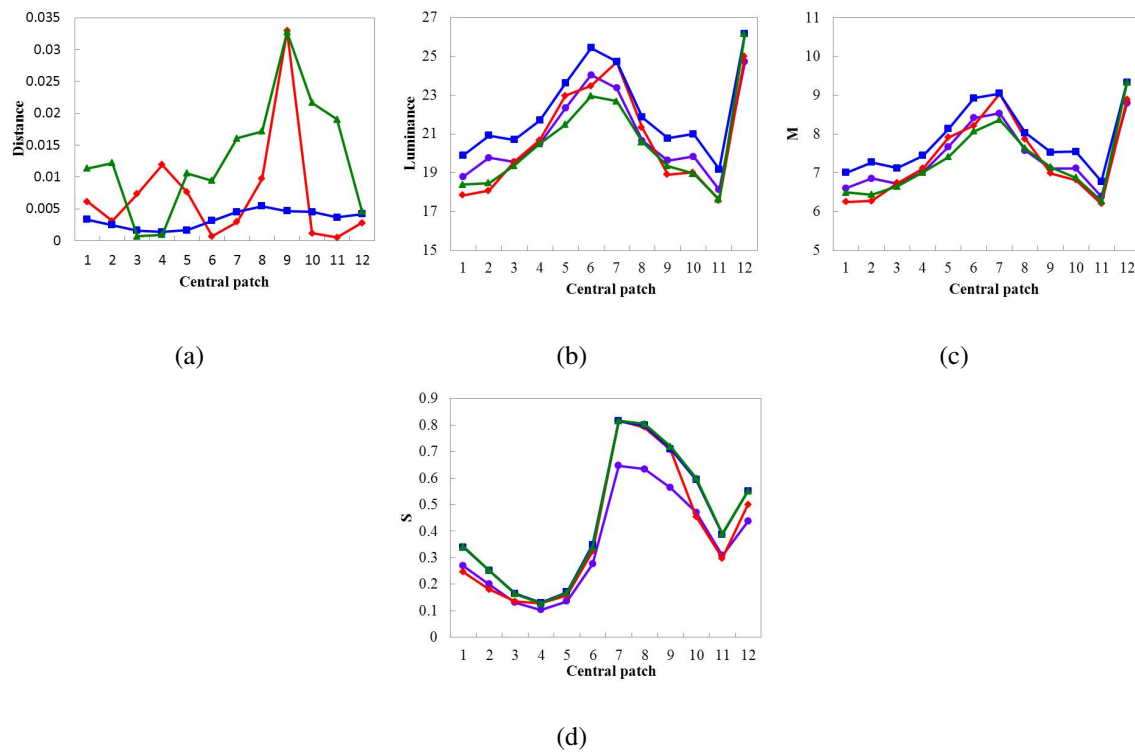 0.035
0.03
0.025
0.02
0.015
0.01
0.005
0
1 2 3 4 5 6 7 8 9 10 11 12
Distance
Central patch
(a)
27
25
23
21
19
17
15
1 2 3 4 5 6 7 8 9 10 11 12
Luminance
Central patch
(b)
11
10
9
8
7
6
5
1 2 3 4 5 6 7 8 9 10 11 12
M
Central patch
(c)
0.9
0.8
0.7
0.6
0.5
0.4
0.3
0.2
0.1
0
1 2 3 4 5 6 7 8 9 10 11 12
S
Central patch
(d)